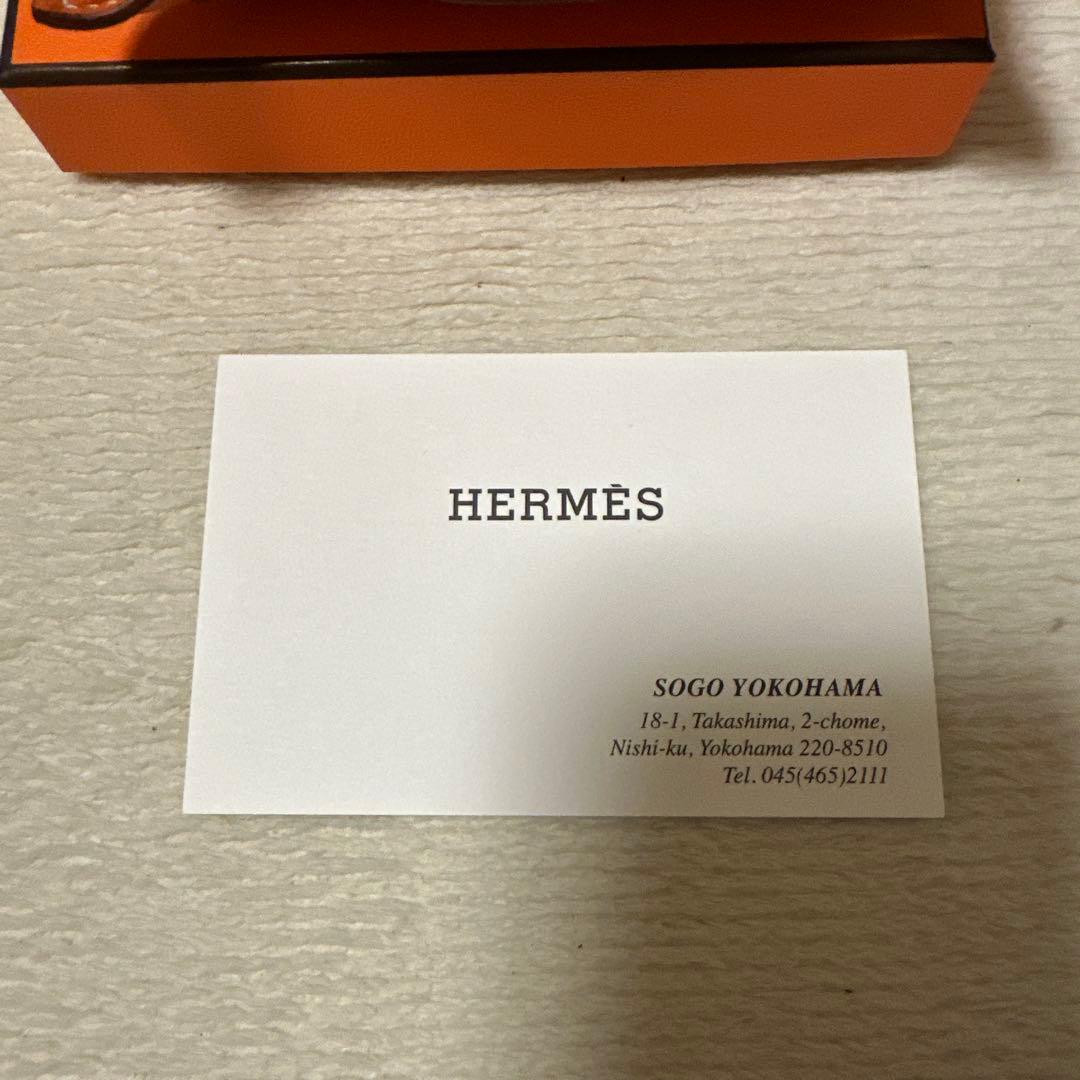 HERMÈS
SOGO YOKOHAMA
18-1, Takashima, 2-chome,
Nishi-ku, Yokohama 220-8510
Tel. 045(465)2111